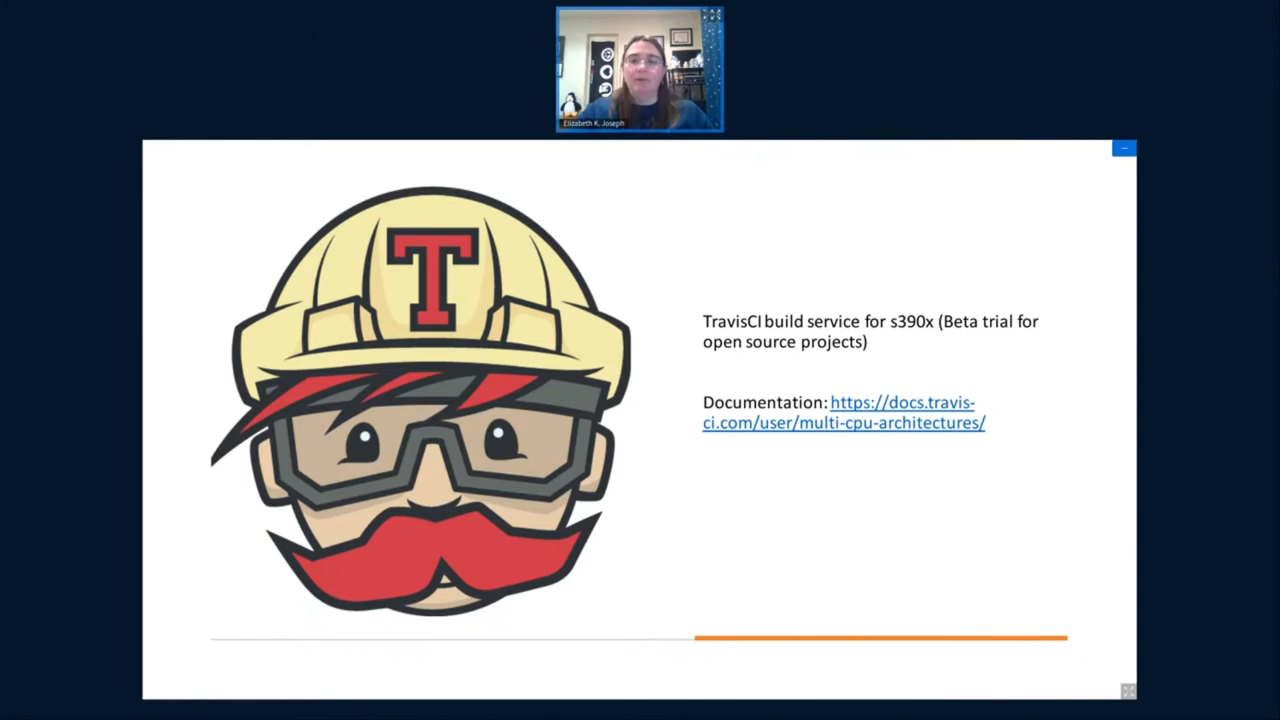 Elizabeth K. Joseph
T
TravisCI build service for s390x (Beta trial for
open source projects)
Documentation: https://docs.travis-
ci.com/user/multi-cpu-architectures/